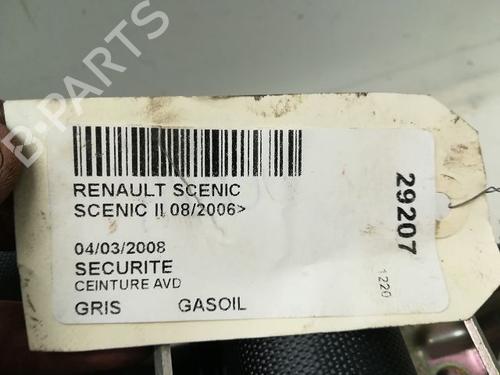 RENAULT SCENIC
SCENIC II 08/2006>
04/03/2008
SECURITE
CEINTURE AVD
GRIS GASOIL
29207
1220
B-PARTS